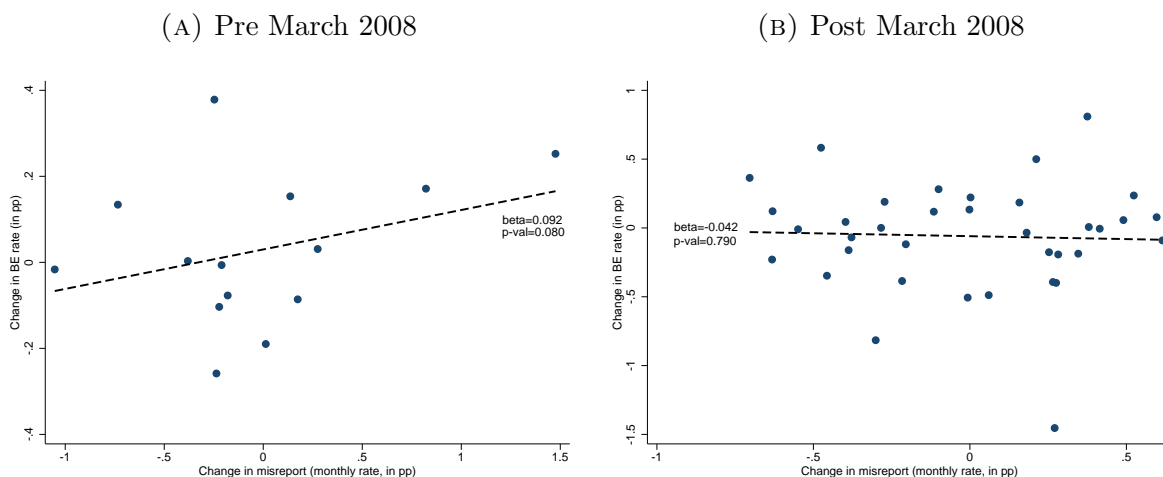 (A) Pre March 2008
(B) Post March 2008
.4
.2
0
-.2
-.4
Change in BE rate (in pp)
beta=0.092
p-val=0.080
-1
-.5
0
.5
1
1.5
Change in misreport (monthly rate, in pp)
1
.5
0
-.5
-1
-1.5
Change in BE rate (in pp)
beta=-0.042
p-val=0.790
-1
-.5
0
.5
Change in misreport (monthly rate, in pp)